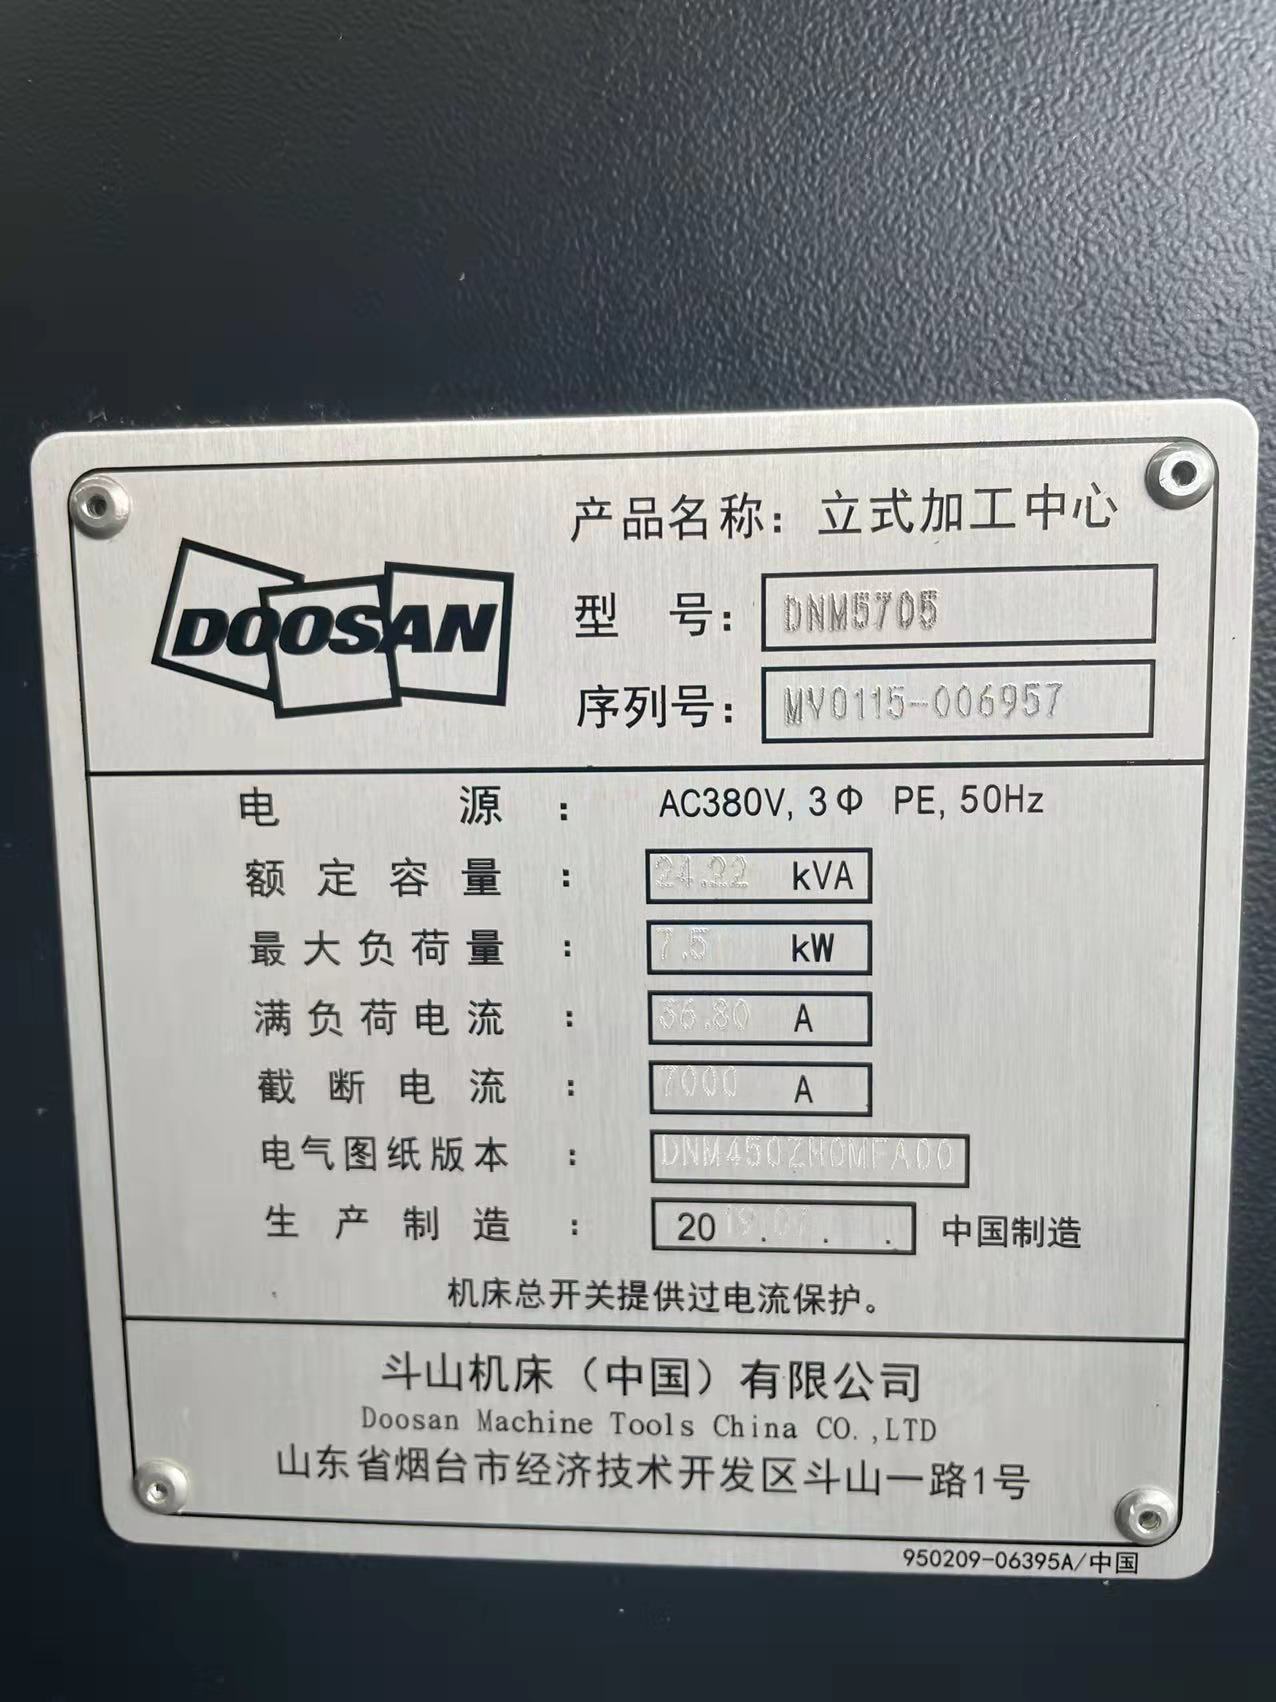 DOOSAN
产品名称：立式加工中心
型 号：DNM5705
序列号：MV0115-006957
电 源 ： AC380V, 3Φ PE, 50Hz
额定容量 ： 24.22 kVA
最大负荷量 ： 7.5 kW
满负荷电流 ： 36.80 A
截断电流 ： 7000 A
电气图纸版本 ： DNM450ZH0MFA00
生产制造 ： 2019.07. . 中国制造
机床总开关提供过电流保护。
斗山机床（中国）有限公司
Doosan Machine Tools China CO.,LTD
山东省烟台市经济技术开发区斗山一路1号
950209-06395A/中国